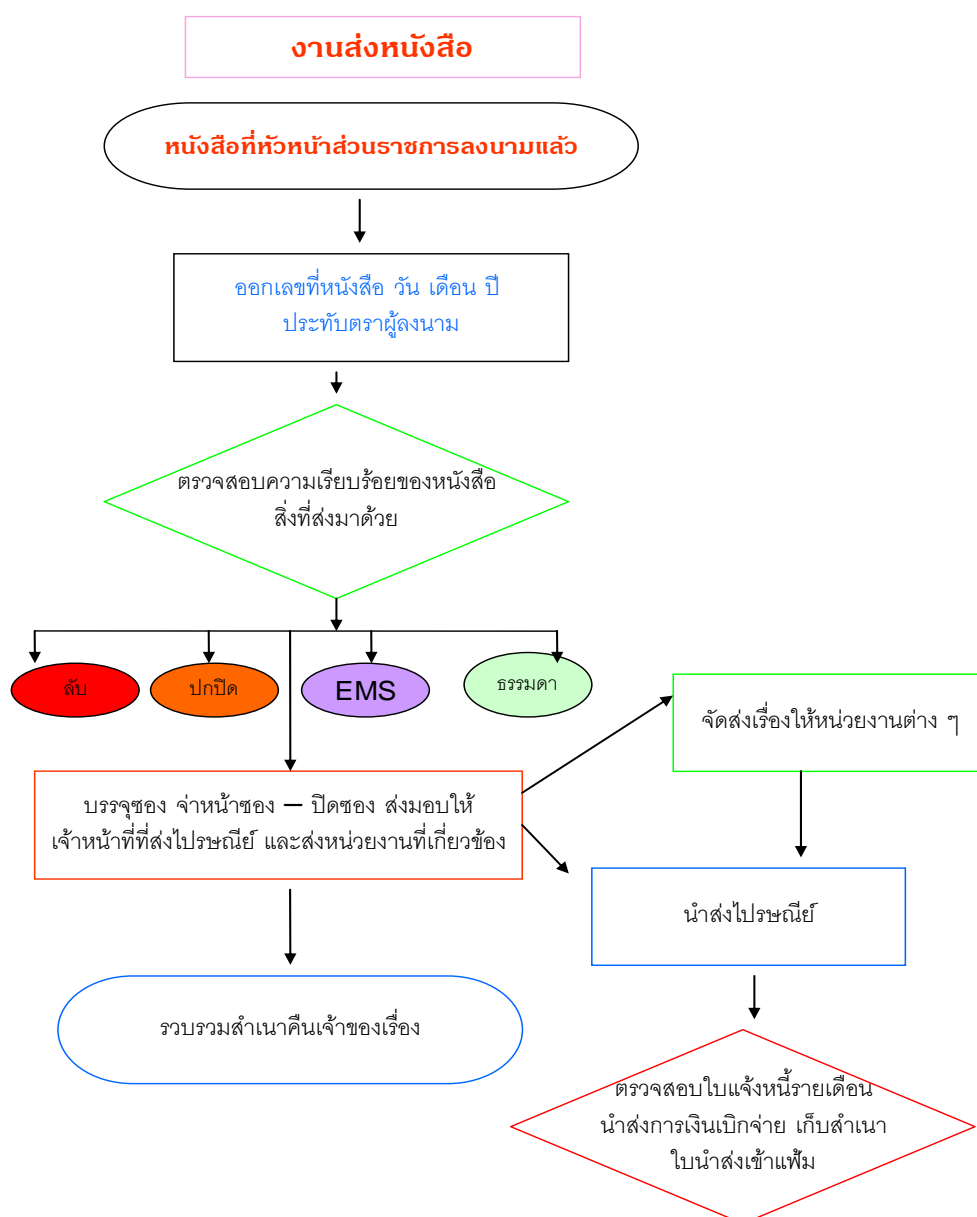 งานส่งหนังสือ
หนังสือที่หัวหน้าส่วนราชการลงนามแล้ว
ออกเลขที่หนังสือ วัน เดือน ปี
ประทับตราผู้ลงนาม
ตรวจสอบความเรียบร้อยของหนังสือ
สิ่งที่ส่งมาด้วย
ลับ
ปกปิด
EMS
ธรรมดา
จัดส่งเรื่องให้หน่วยงานต่าง ๆ
บรรจุซอง จ่าหน้าซอง – ปิดซอง ส่งมอบให้
เจ้าหน้าที่ที่ส่งไปรษณีย์ และส่งหน่วยงานที่เกี่ยวข้อง
นำส่งไปรษณีย์
รวบรวมสำเนาคืนเจ้าของเรื่อง
ตรวจสอบใบแจ้งหนี้รายเดือน
นำส่งการเงินเบิกจ่าย เก็บสำเนา
ใบนำส่งเข้าแฟ้ม